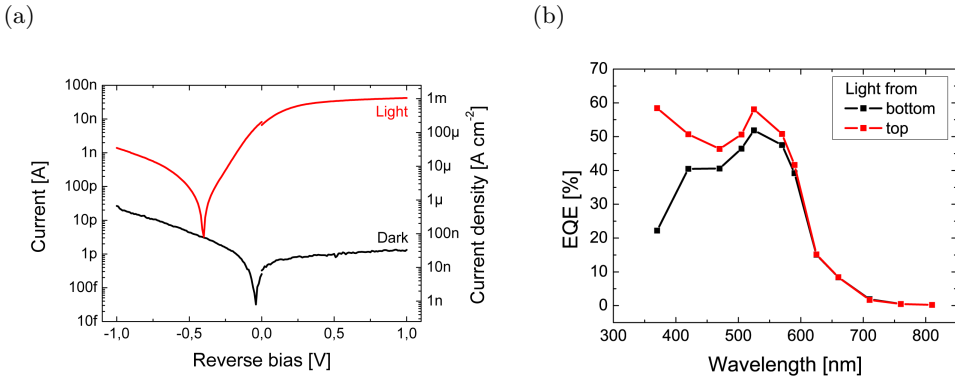 (a)
100n
10n
1n
100p
10p
1p
100f
10f
Current [A]
Light
Dark
1m
100μ
10μ
1μ
100n
10n
1n
Current density [A cm-2]
-1,0
-0,5
0,0
0,5
1,0
Reverse bias [V]
(b)
70
60
50
40
30
20
10
0
EQE [%]
Light from
bottom
top
300
400
500
600
700
800
Wavelength [nm]